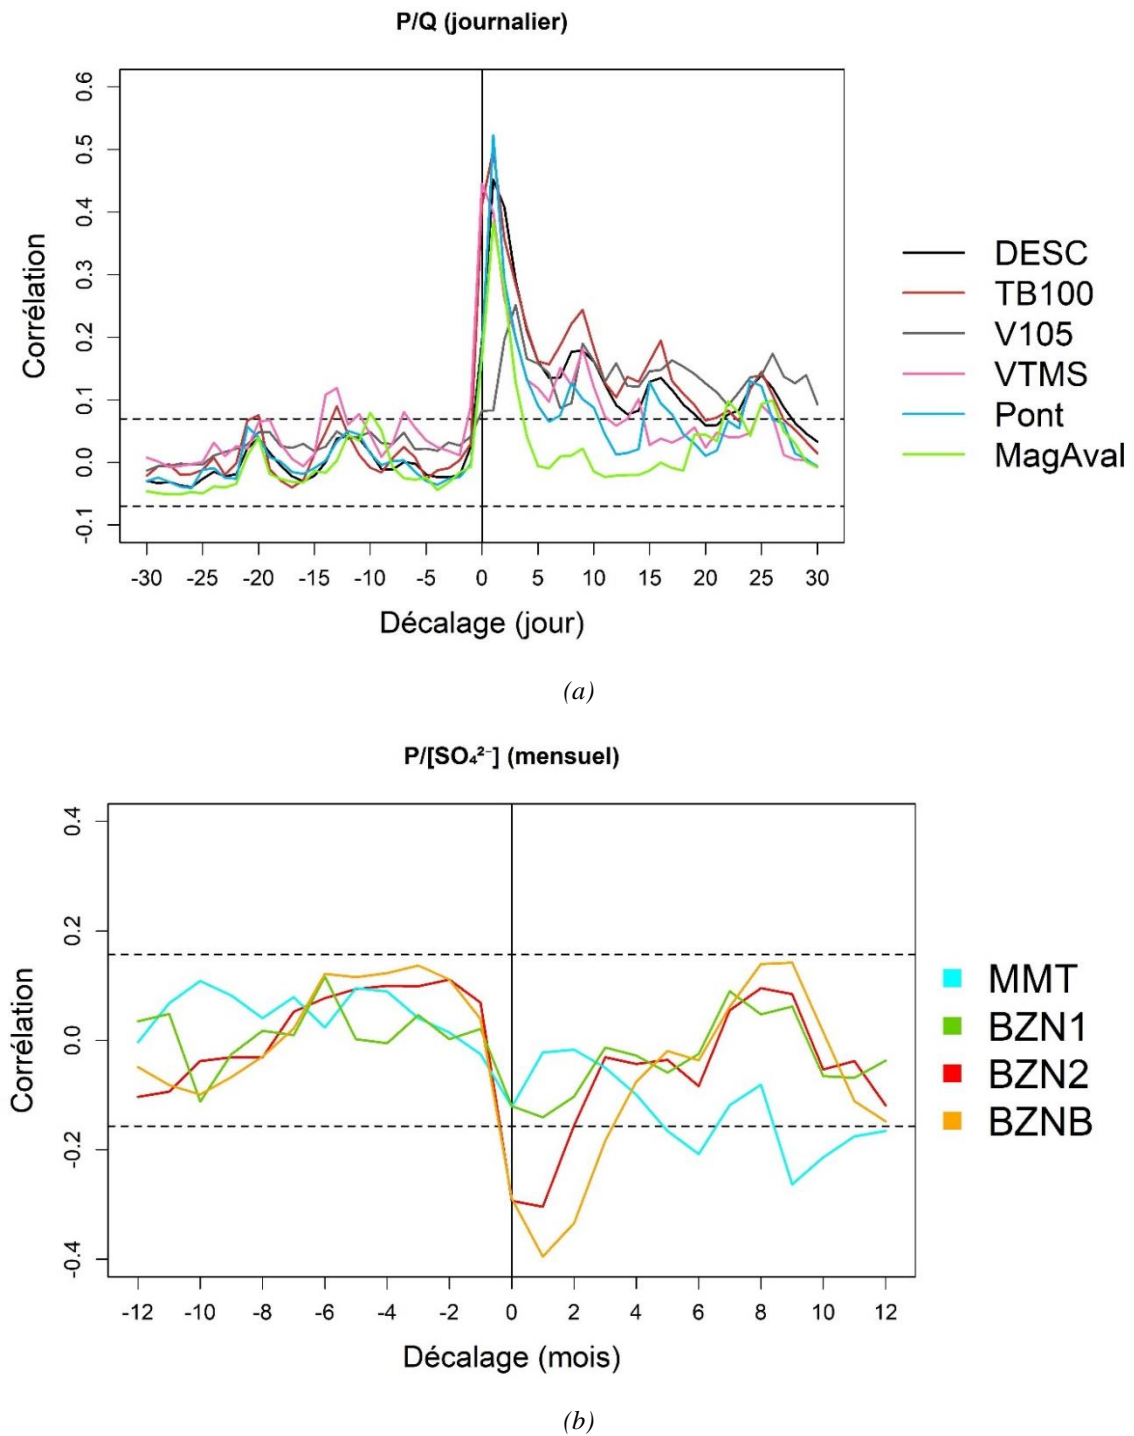 P/Q (journalier)
0.6
0.5
0.4
0.3
0.2
0.1
0.0
-0.1
Corrélation
-30 -25 -20 -15 -10 -5 0 5 10 15 20 25 30
Décalage (jour)
DESC
TB100
V105
VTMS
Pont
MagAval
(a)
P/[SO₄²⁻] (mensuel)
0.4
0.2
0.0
-0.2
-0.4
Corrélation
-12 -10 -8 -6 -4 -2 0 2 4 6 8 10 12
Décalage (mois)
MMT
BZN1
BZN2
BZNB
(b)